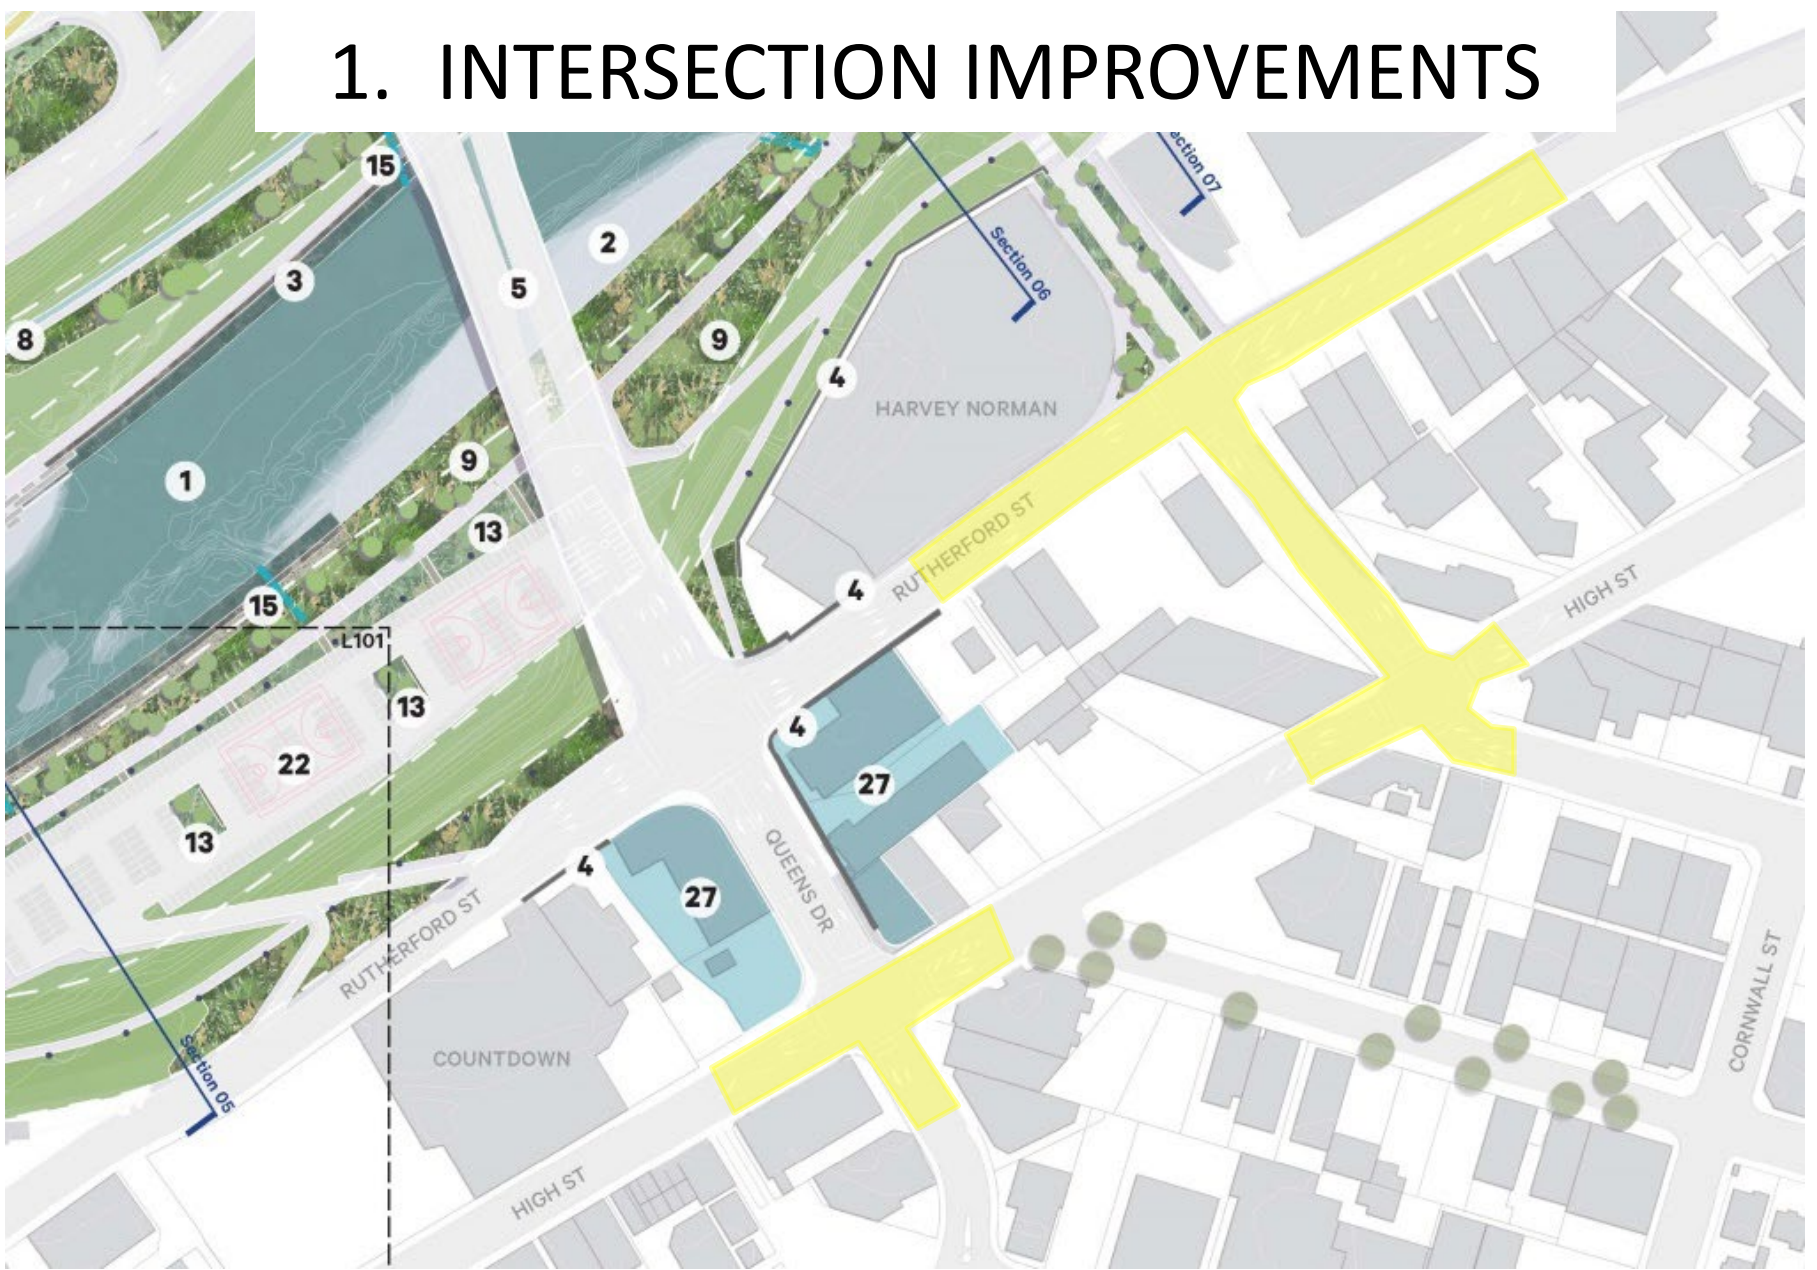 1. INTERSECTION IMPROVEMENTS
15
2
3
5
8
9
4
Section 07
Section 06
HARVEY NORMAN
1
9
13
15
L101
4
RUTHERFORD ST
HIGH ST
13
22
4
27
13
4
27
QUEENS DR
RUTHERFORD ST
CORNWALL ST
COUNTDOWN
Section 05
HIGH ST